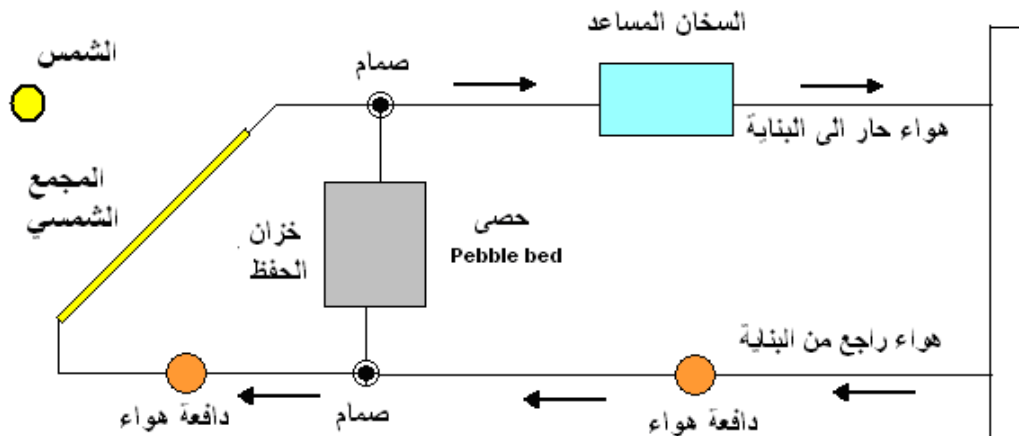 السخان المساعد
الشمس
صمام
هواء حار الى البناية
المجمع
الشمسي
خزان
الحفظ
حصى
Pebble bed
هواء راجع من البناية
دافعة هواء
صمام
دافعة هواء